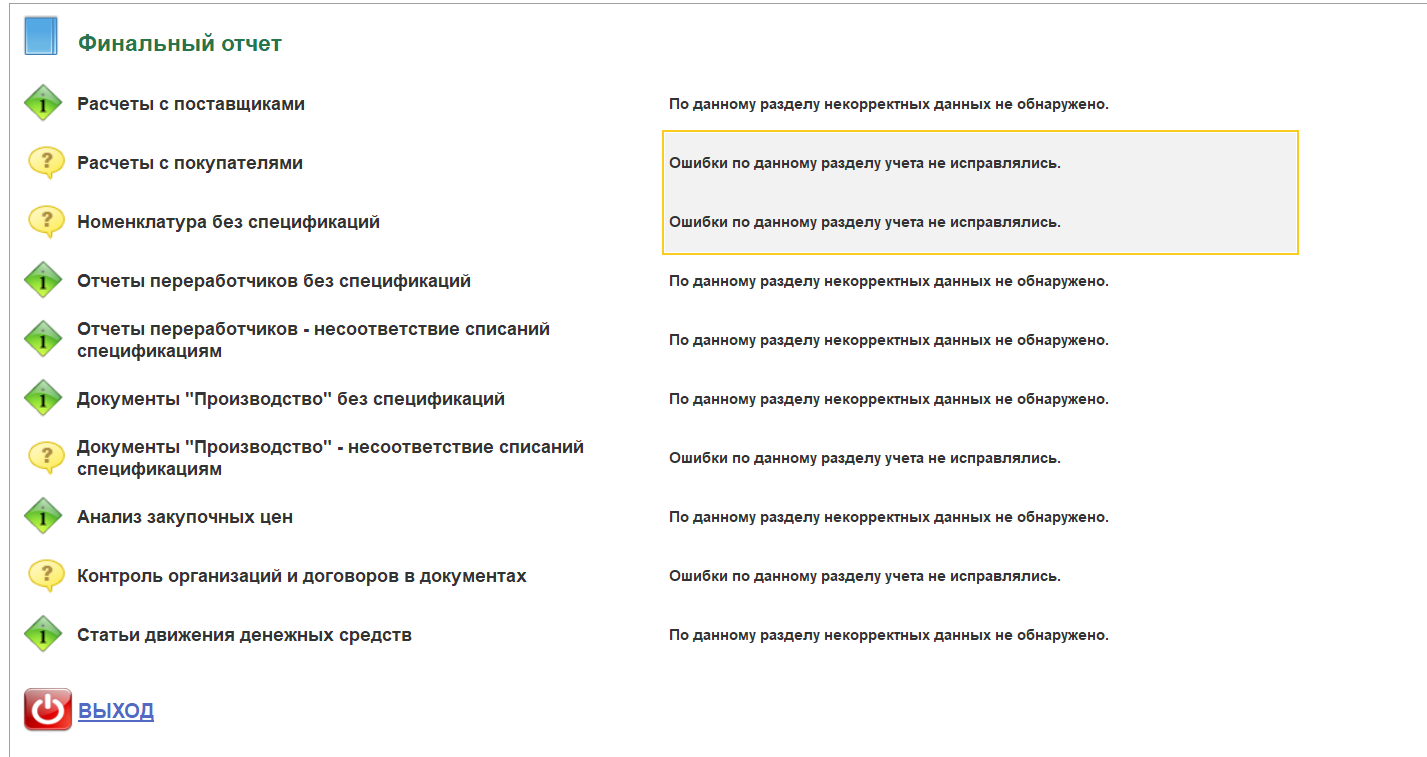 Финальный отчет
Расчеты с поставщиками
По данному разделу некорректных данных не обнаружено.
Расчеты с покупателями
Ошибки по данному разделу учета не исправлялись.
Номенклатура без спецификаций
Ошибки по данному разделу учета не исправлялись.
Отчеты переработчиков без спецификаций
По данному разделу некорректных данных не обнаружено.
Отчеты переработчиков - несоответствие списаний
спецификациям
По данному разделу некорректных данных не обнаружено.
Документы "Производство" без спецификаций
По данному разделу некорректных данных не обнаружено.
Документы "Производство" - несоответствие списаний
спецификациям
Ошибки по данному разделу учета не исправлялись.
Анализ закупочных цен
По данному разделу некорректных данных не обнаружено.
Контроль организаций и договоров в документах
Ошибки по данному разделу учета не исправлялись.
Статьи движения денежных средств
По данному разделу некорректных данных не обнаружено.
ВЫХОД